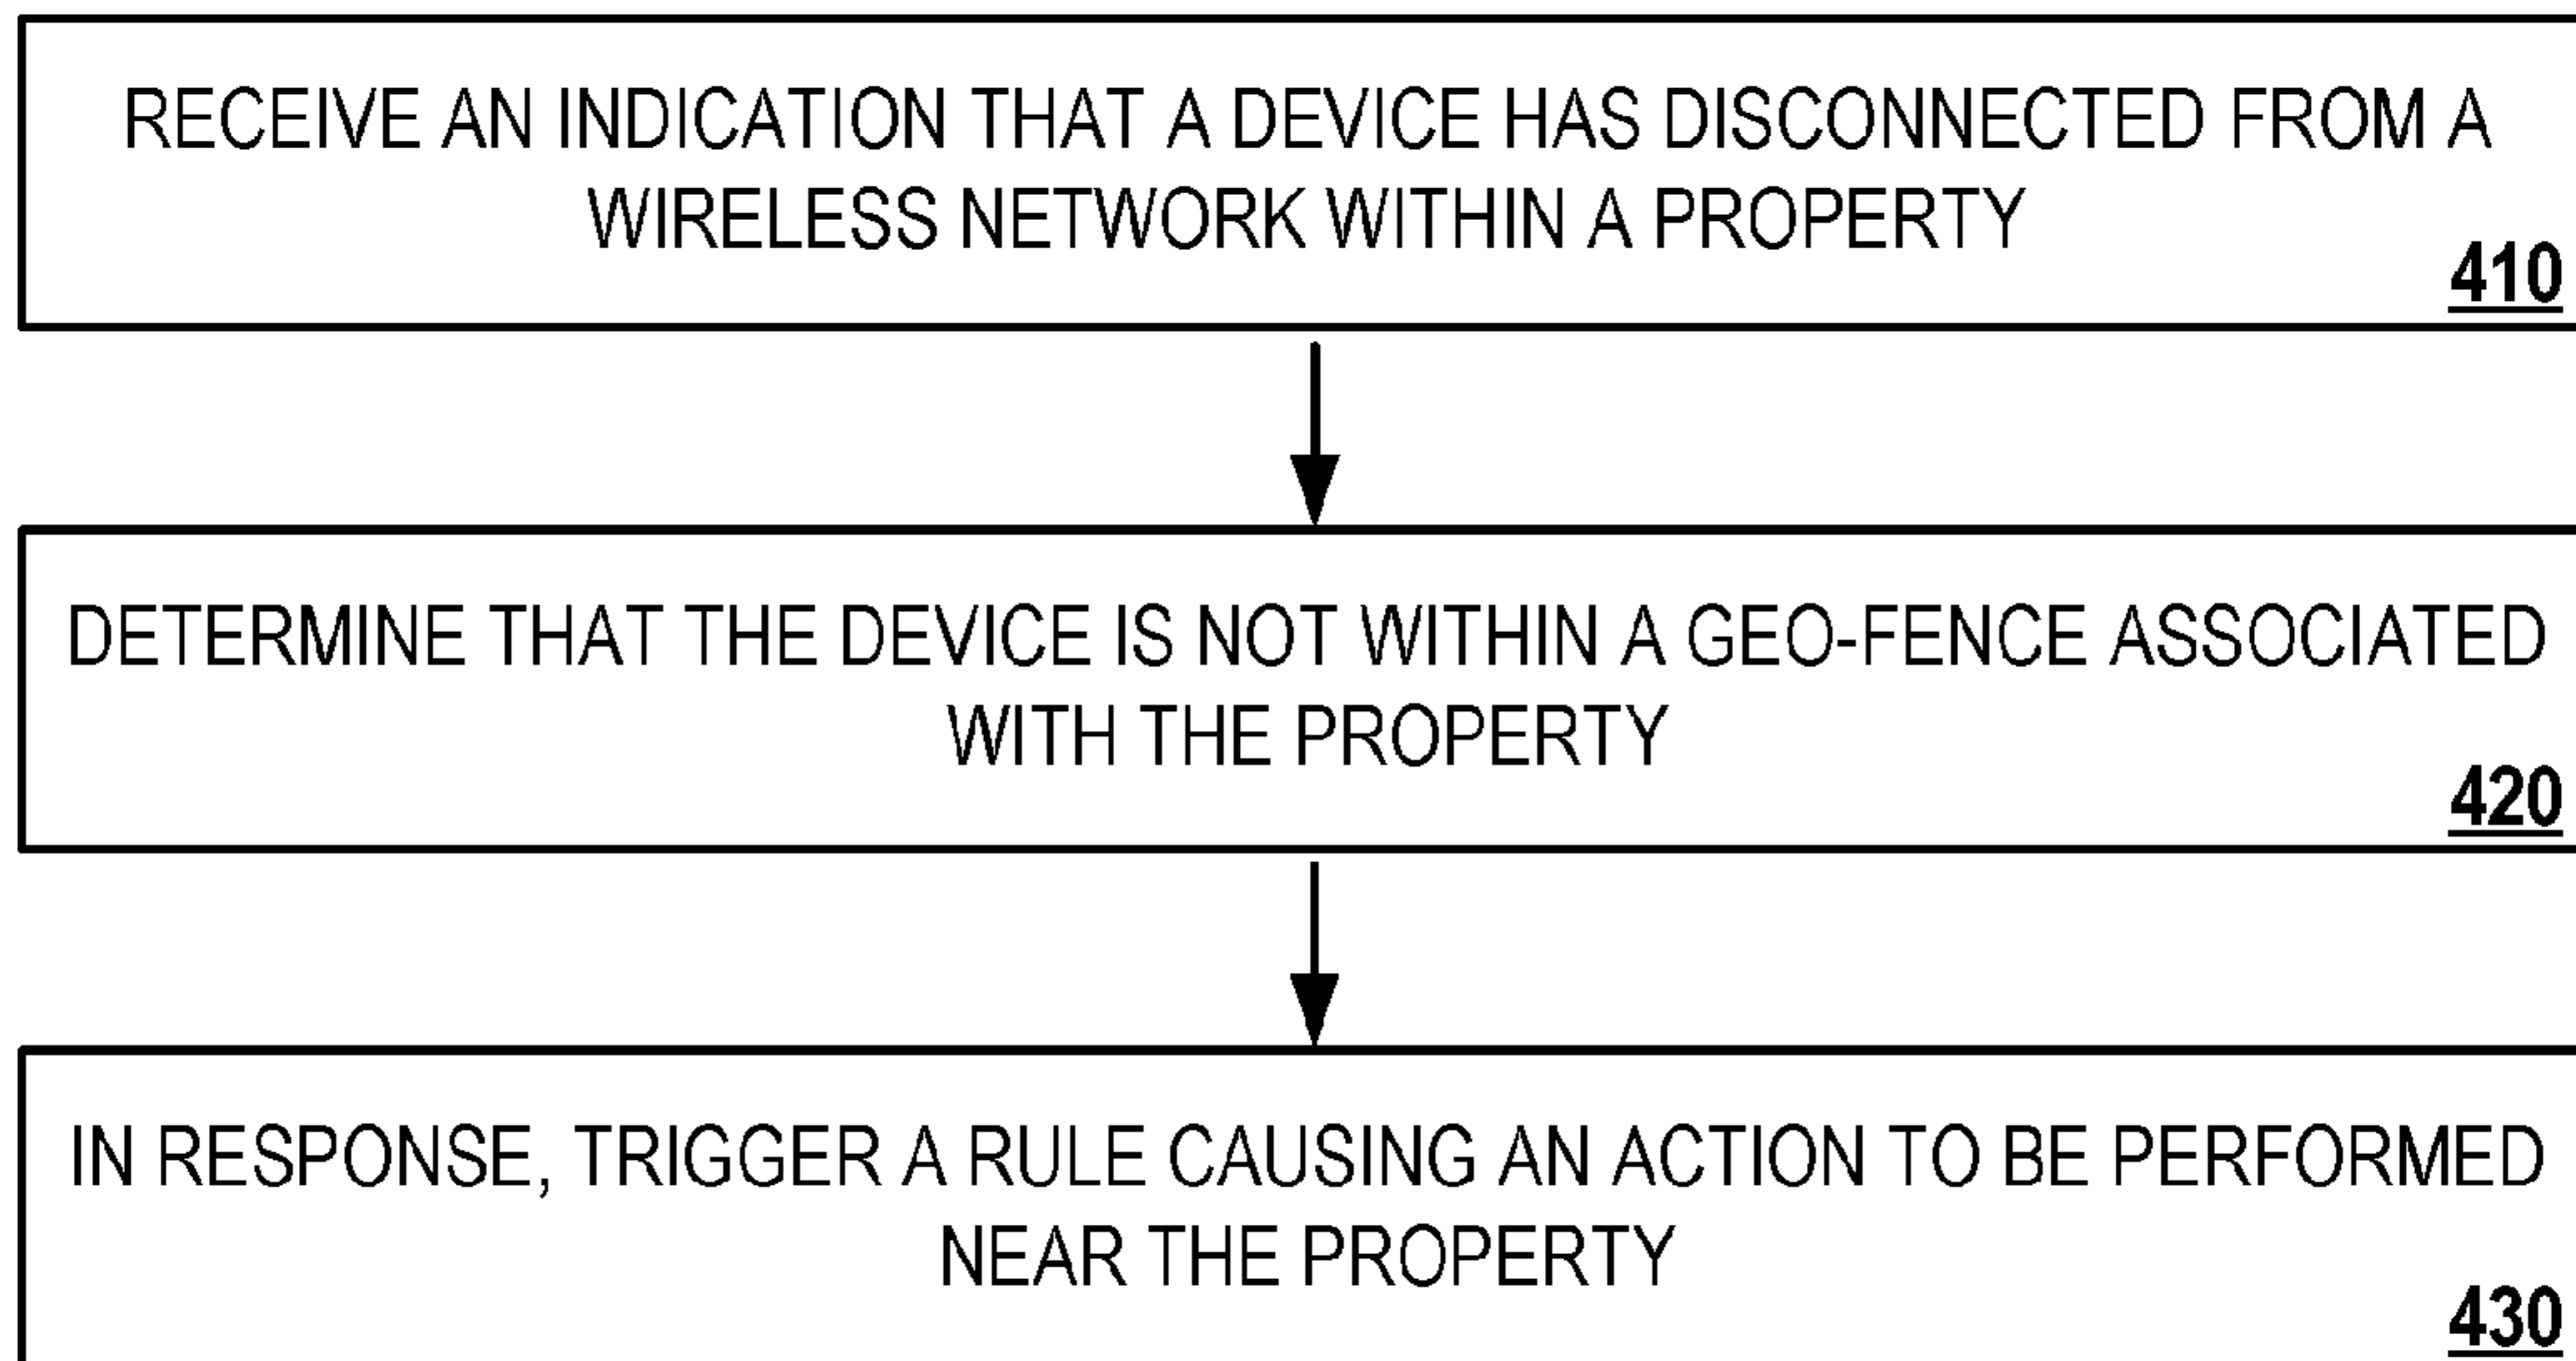 RECEIVE AN INDICATION THAT A DEVICE HAS DISCONNECTED FROM A
WIRELESS NETWORK WITHIN A PROPERTY
410
DETERMINE THAT THE DEVICE IS NOT WITHIN A GEO-FENCE ASSOCIATED
WITH THE PROPERTY
420
IN RESPONSE, TRIGGER A RULE CAUSING AN ACTION TO BE PERFORMED
NEAR THE PROPERTY
430